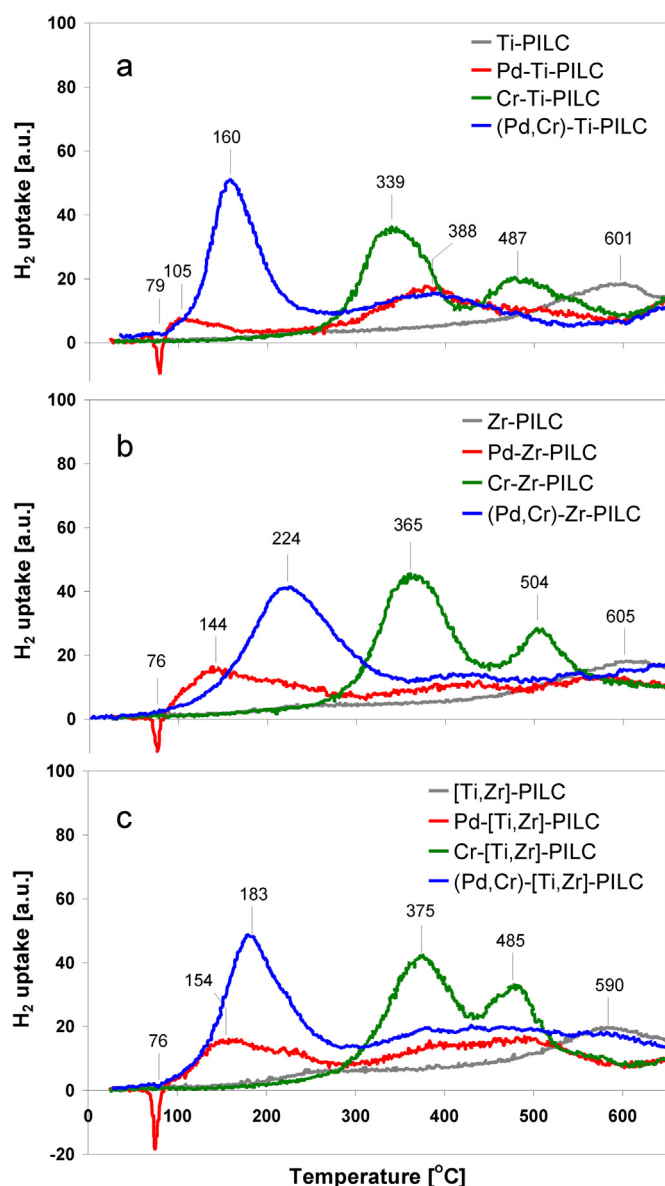 100
a
Ti-PILC
Pd-Ti-PILC
Cr-Ti-PILC
(Pd,Cr)-Ti-PILC
80
60
40
20
0
H₂ uptake [a.u.]
79
105
160
339
388
487
601
100
b
Zr-PILC
Pd-Zr-PILC
Cr-Zr-PILC
(Pd,Cr)-Zr-PILC
80
60
40
20
0
H₂ uptake [a.u.]
76
144
224
365
504
605
100
c
[Ti,Zr]-PILC
Pd-[Ti,Zr]-PILC
Cr-[Ti,Zr]-PILC
(Pd,Cr)-[Ti,Zr]-PILC
80
60
40
20
0
-20
H₂ uptake [a.u.]
76
154
183
375
485
590
0 100 200 300 400 500 600
Temperature [°C]